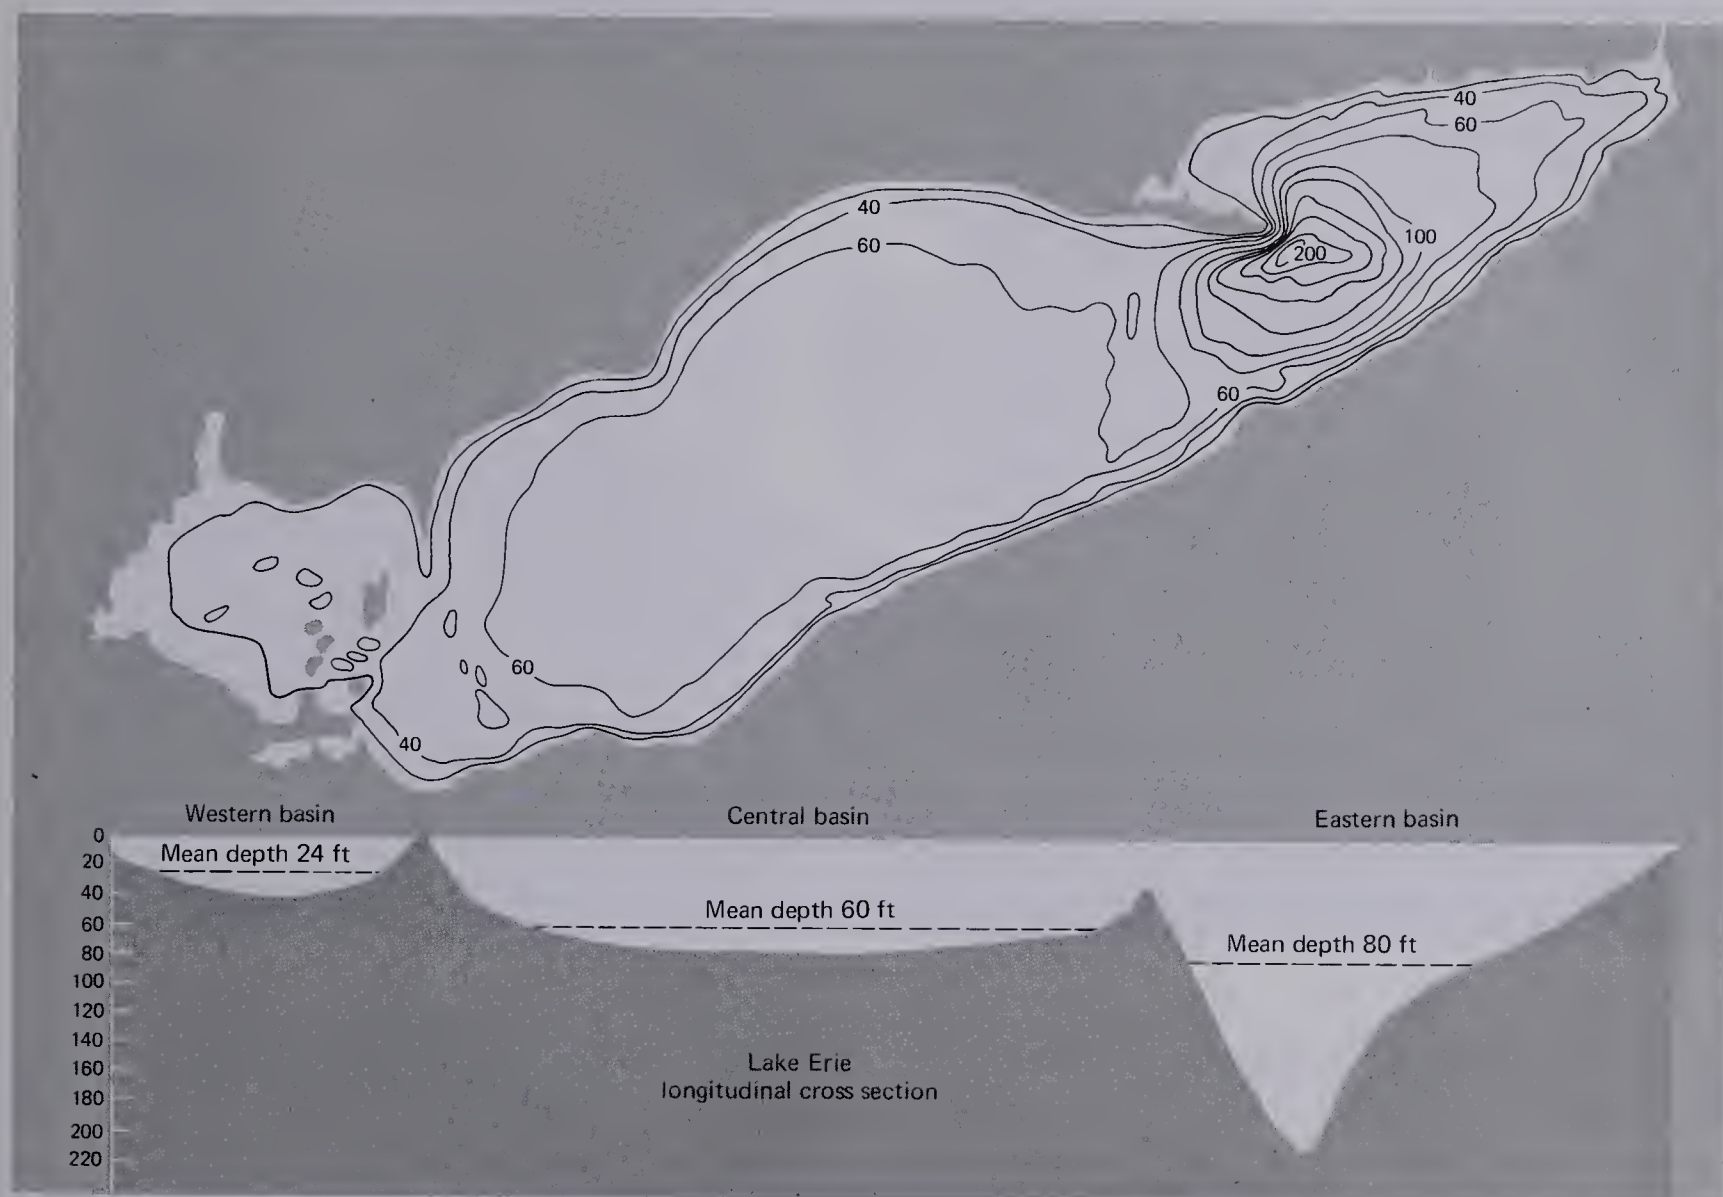 40
60
100
200
40
60
60
60
40
Western basin
Central basin
Eastern basin
0
20
40
60
80
100
120
140
160
180
200
220
Mean depth 24 ft
Mean depth 60 ft
Mean depth 80 ft
Lake Erie
longitudinal cross section